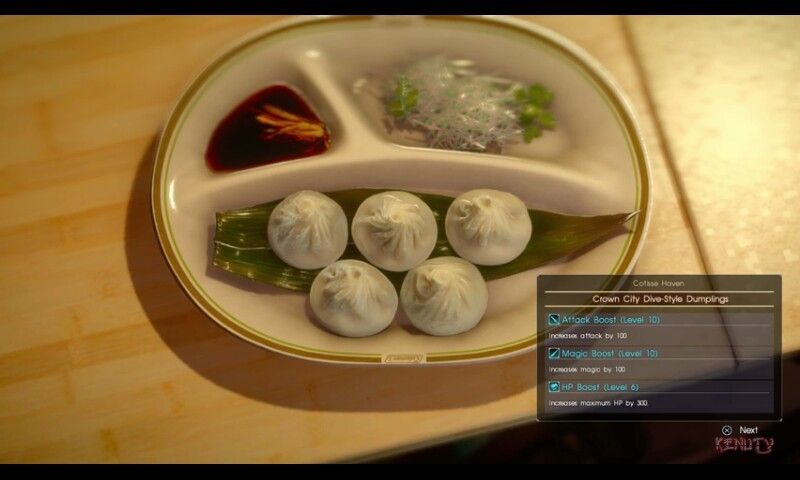 Cotisse Haven
Crown City Dive-Style Dumplings
Attack Boost (Level 10)
Increases attack by 100
Magic Boost (Level 10)
Increases magic by 100
HP Boost (Level 6)
Increases maximum HP by 300.
Next
KENUTY